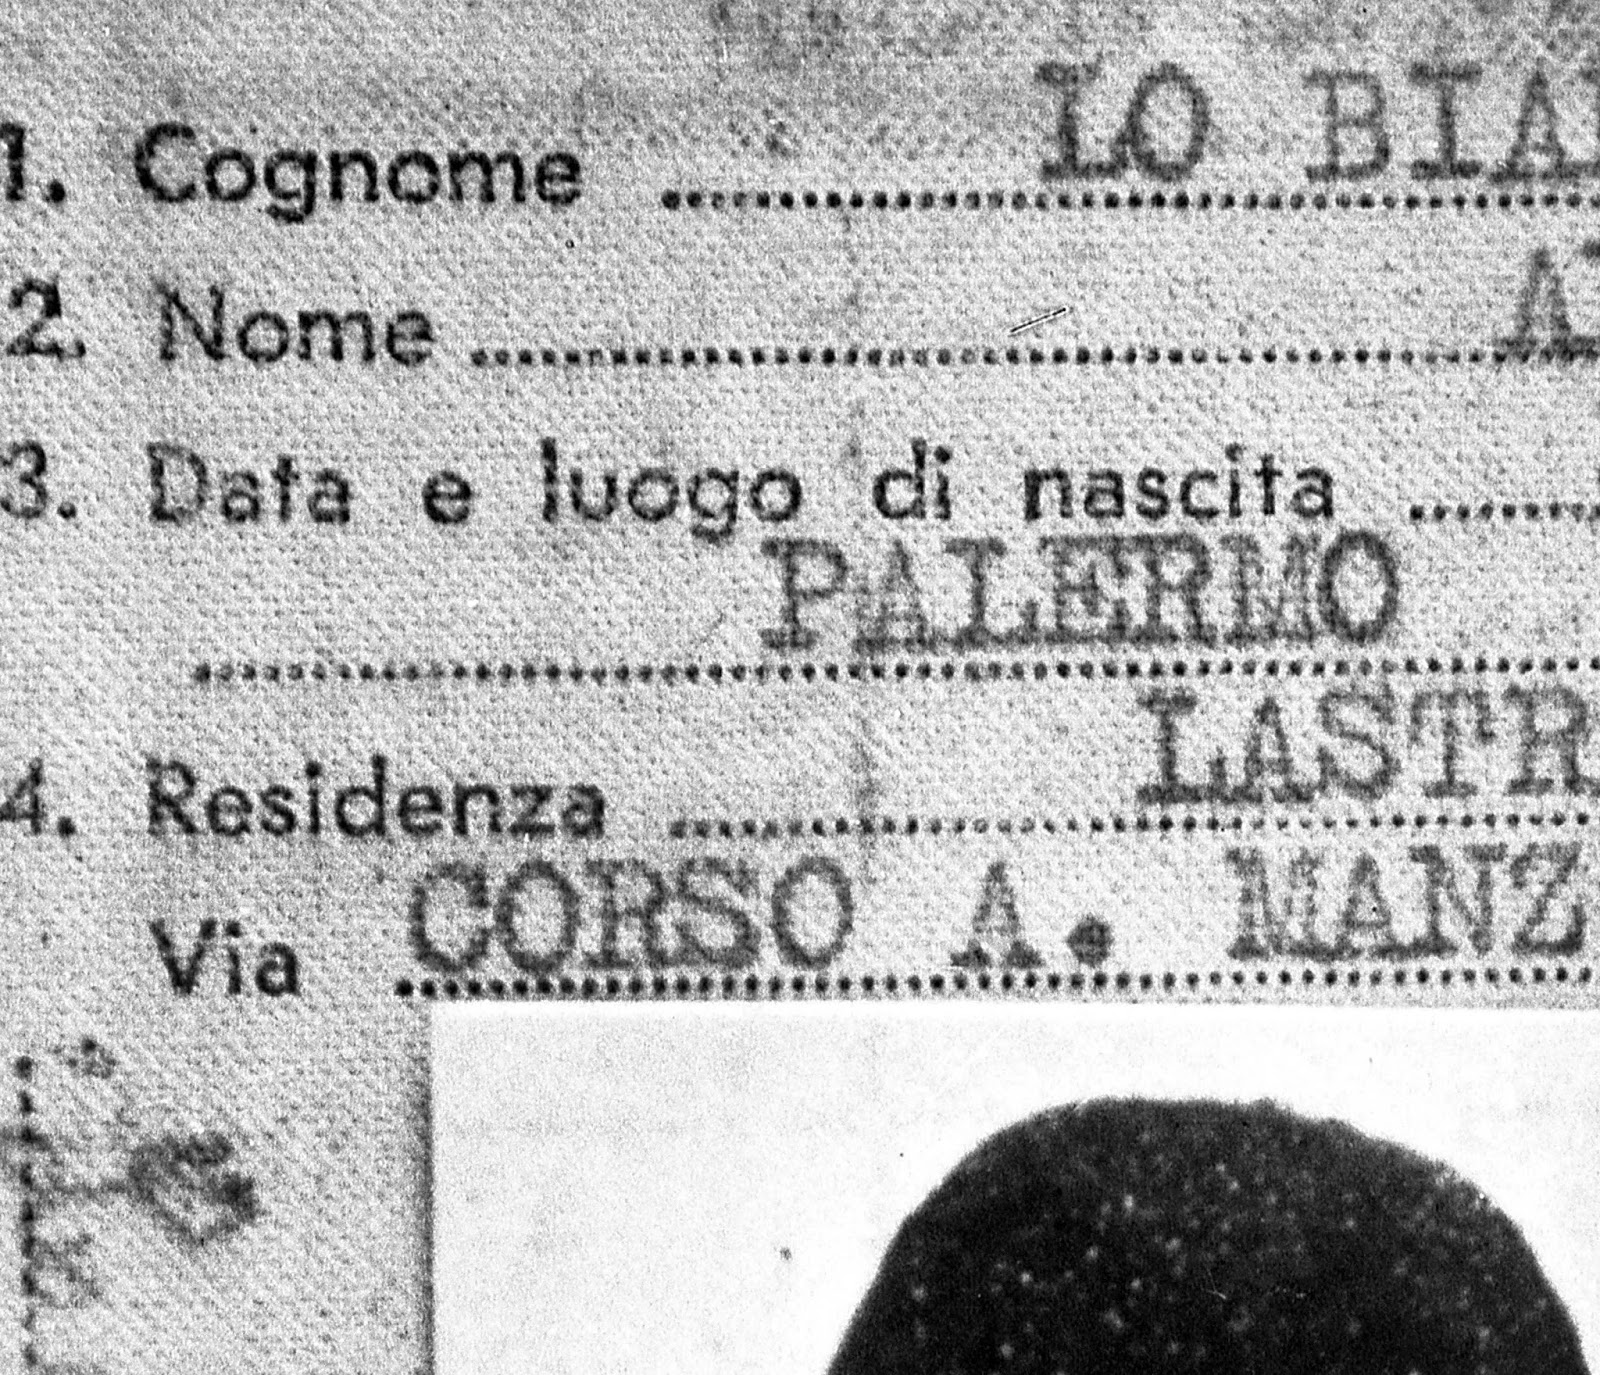 1. Cognome LO BIA
2. Nome A
3. Data e luogo di nascita
PALERMO
4. Residenza LASTR
Via CORSO A. MANZ